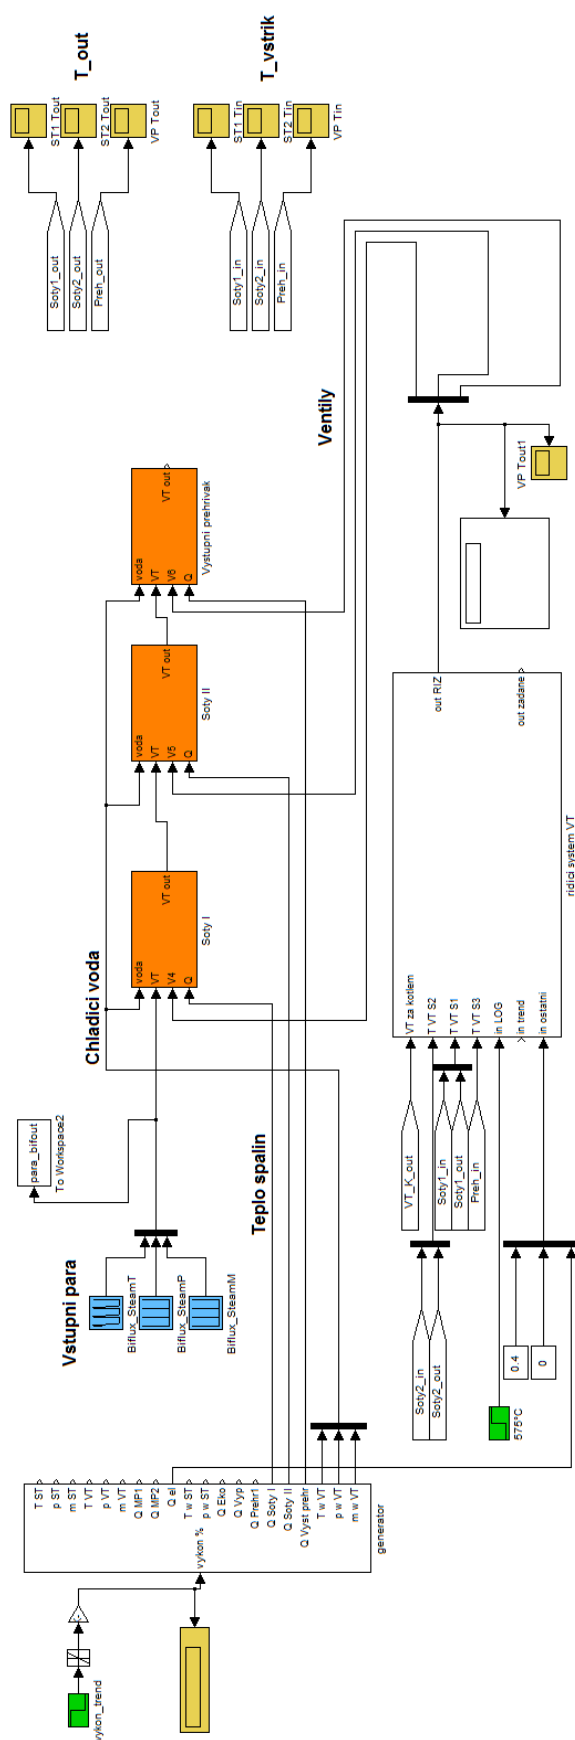 vykon_trend
vykon %
T ST
p ST
m ST
T VT
p VT
m VT
Q MP1
Q MP2
Q el
T w ST
p w ST
Q Eko
Q Vyp
Q Prehr1
Q Soty I
Q Soty II
Q Vyst prehr
T w VT
p w VT
m w VT
generator
Vstupni para
Biflux_SteamT
Biflux_SteamP
Biflux_SteamM
para_bifout
To Workspace2
Teplo spalin
Chladici voda
voda
VT
V4
Q
VT out
Soty I
voda
VT
V5
Q
VT out
Soty II
voda
VT
V6
Q
VT out
Vystupni prehrivak
Ventily
Soty1_out
Soty2_out
Preh_out
ST1 Tout
ST2 Tout
VP Tout
T_out
Soty1_in
Soty2_in
Preh_in
ST1 Tin
ST2 Tin
VP Tin
T_vstrik
575°C
0.4
0
Soty2_in
Soty2_out
VT_K_out
Soty1_in
Soty1_out
Preh_in
VT za kotlem
T VT S2
T VT S1
T VT S3
in LOG
in trend
in ostatni
out RIZ
out zadane
ridici system VT
VP Tout1